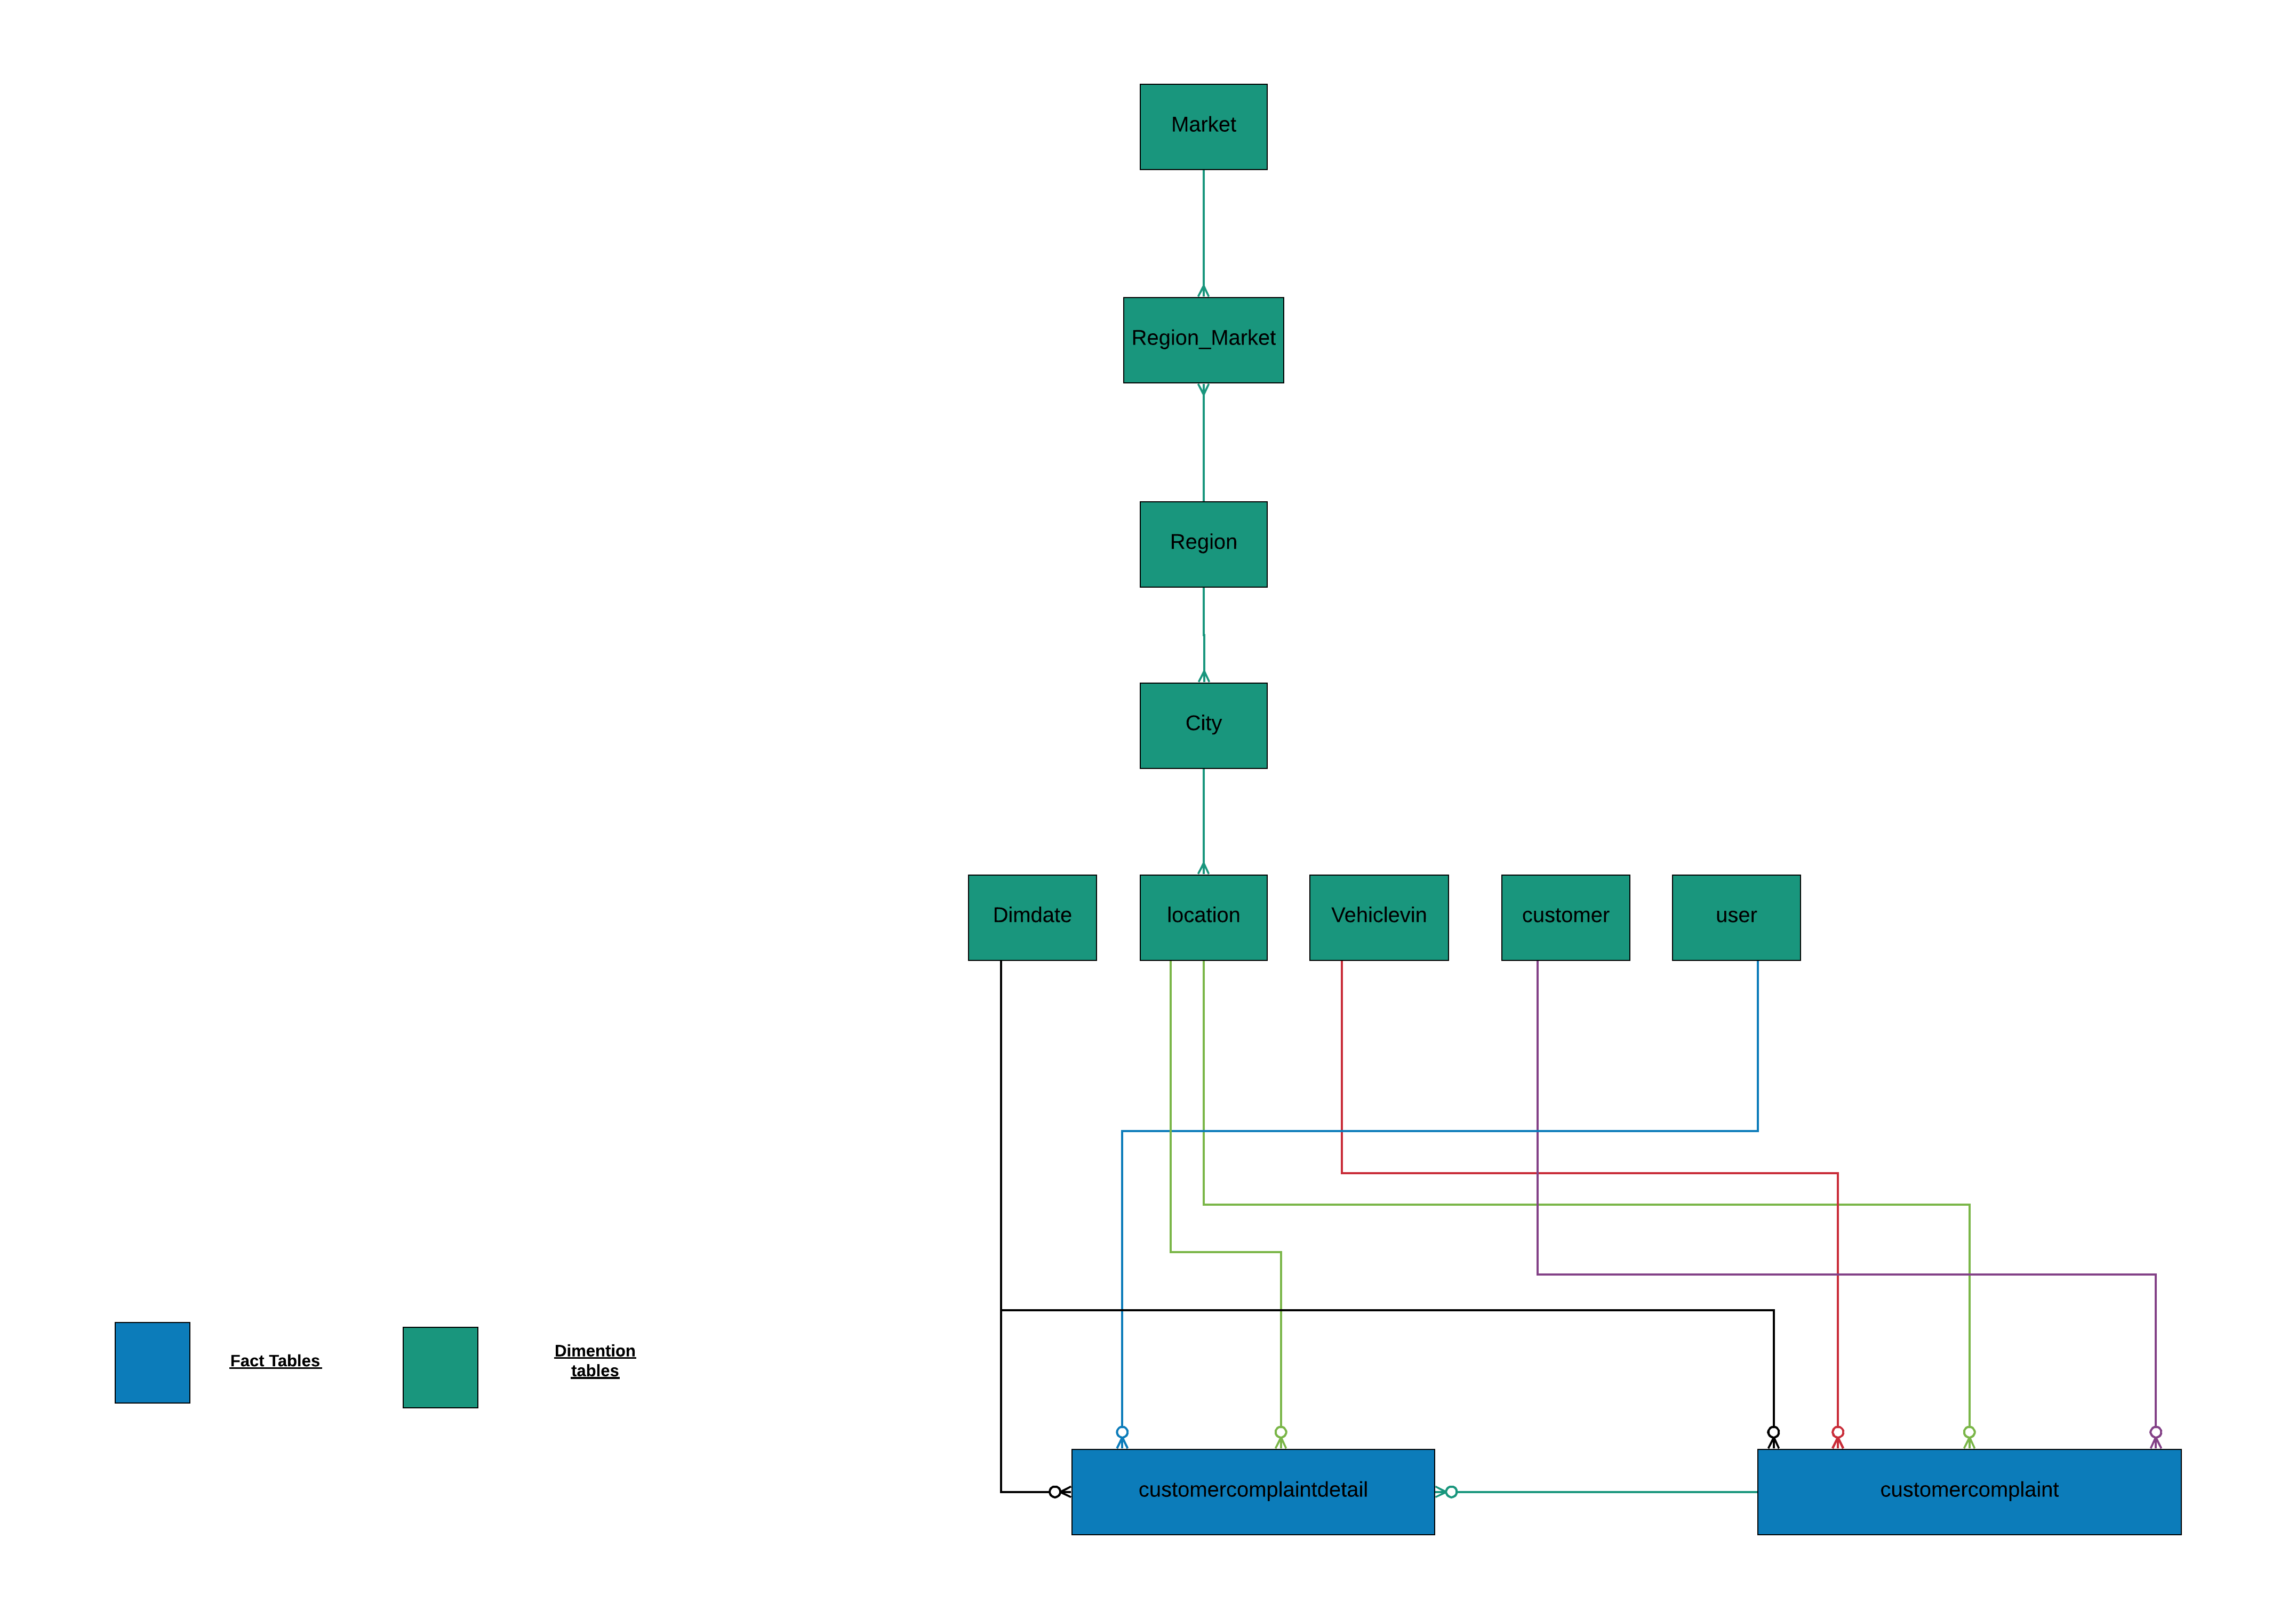 Market
Region_Market
Region
City
Dimdate
location
Vehiclevin
customer
user
Fact Tables
Dimention
tables
customercomplaintdetail
customercomplaint